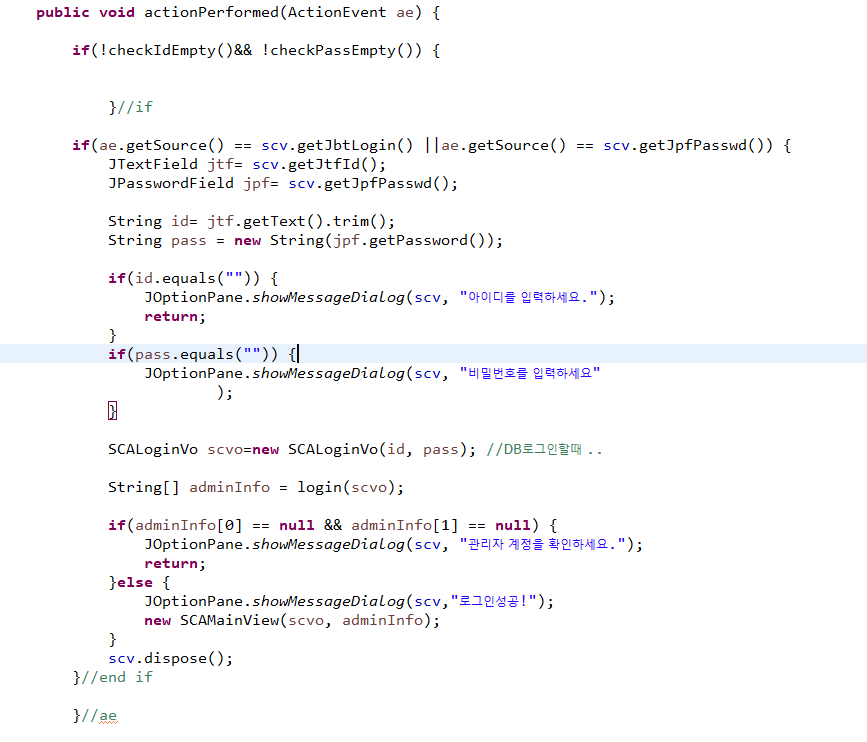 public void actionPerformed(ActionEvent ae) {
if(!checkIdEmpty()&& !checkPassEmpty()) {
}//if
if(ae.getSource() == scv.getJbtLogin() ||ae.getSource() == scv.getJpfPasswd()) {
JTextField jtf= scv.getJtfId();
JPasswordField jpf= scv.getJpfPasswd();
String id= jtf.getText().trim();
String pass = new String(jpf.getPassword());
if(id.equals("")) {
JOptionPane.showMessageDialog(scv, "아이디를 입력하세요.");
return;
}
if(pass.equals("")) {
JOptionPane.showMessageDialog(scv, "비밀번호를 입력하세요"
);
}
SCALoginVo scvo=new SCALoginVo(id, pass); //DB로그인할때 ..
String[] adminInfo = login(scvo);
if(adminInfo[0] == null && adminInfo[1] == null) {
JOptionPane.showMessageDialog(scv, "관리자 계정을 확인하세요.");
return;
}else {
JOptionPane.showMessageDialog(scv,"로그인성공!");
new SCAMainView(scvo, adminInfo);
}
scv.dispose();
}//end if
}//ae